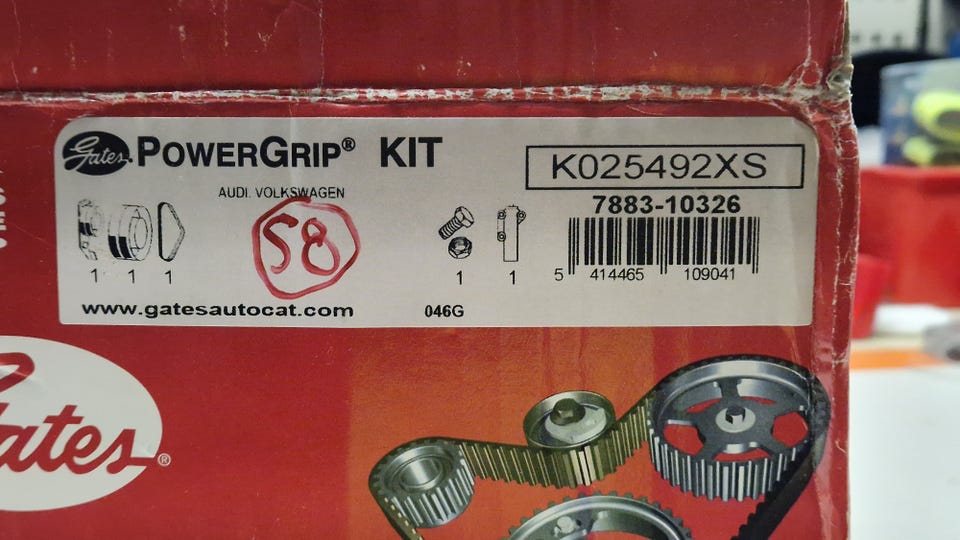 Gates POWERGRIP® KIT
K025492XS
AUDI. VOLKSWAGEN
7883-10326
58
1 1 1
1 1
5 414465 109041
www.gatesautocat.com
046G
Gates®